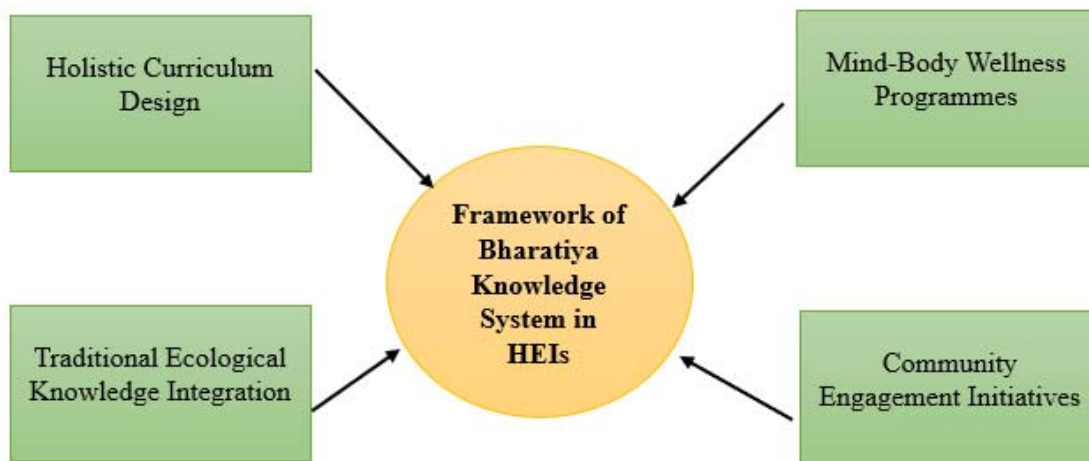 Holistic Curriculum
Design
Mind-Body Wellness
Programmes
Framework of
Bharatiya
Knowledge
System in
HEIs
Traditional Ecological
Knowledge Integration
Community
Engagement Initiatives